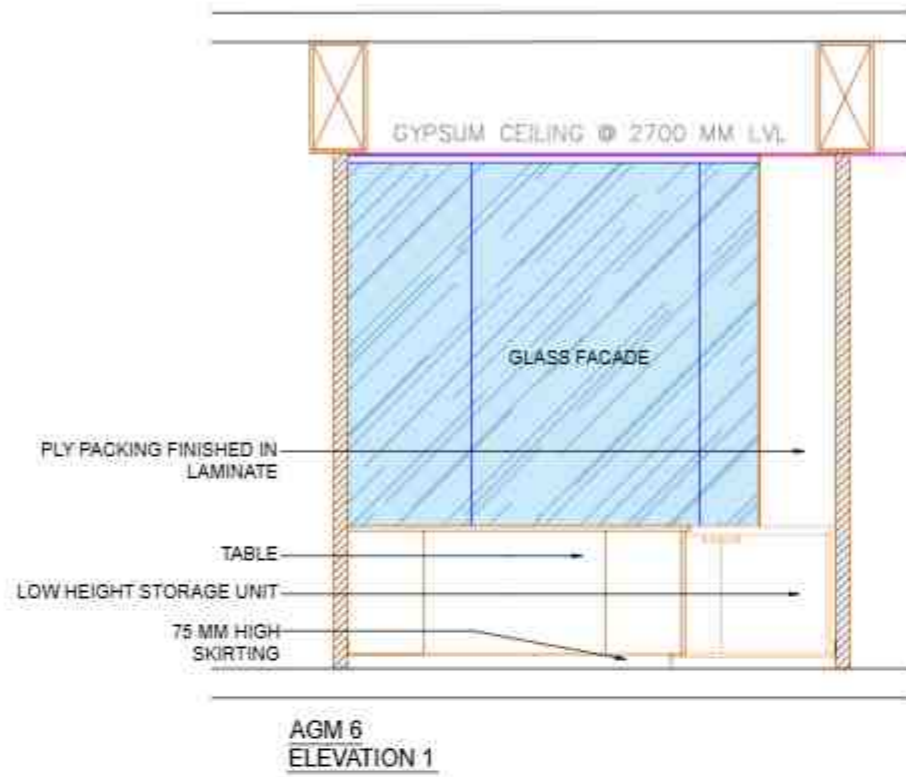 GYPSUM CEILING @ 2700 MM LVL
GLASS FACADE
PLY PACKING FINISHED IN
LAMINATE
TABLE
LOW HEIGHT STORAGE UNIT
75 MM HIGH
SKIRTING
AGM 6
ELEVATION 1